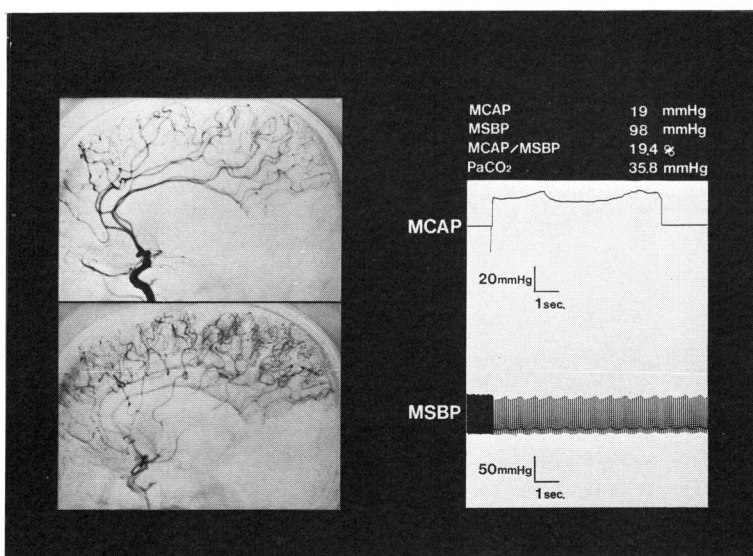 MCAP 19 mmHg
MSBP 98 mmHg
MCAP/MSBP 19.4 %
PaCO₂ 35.8 mmHg
MCAP
20mmHg
1sec.
MSBP
50mmHg
1sec.